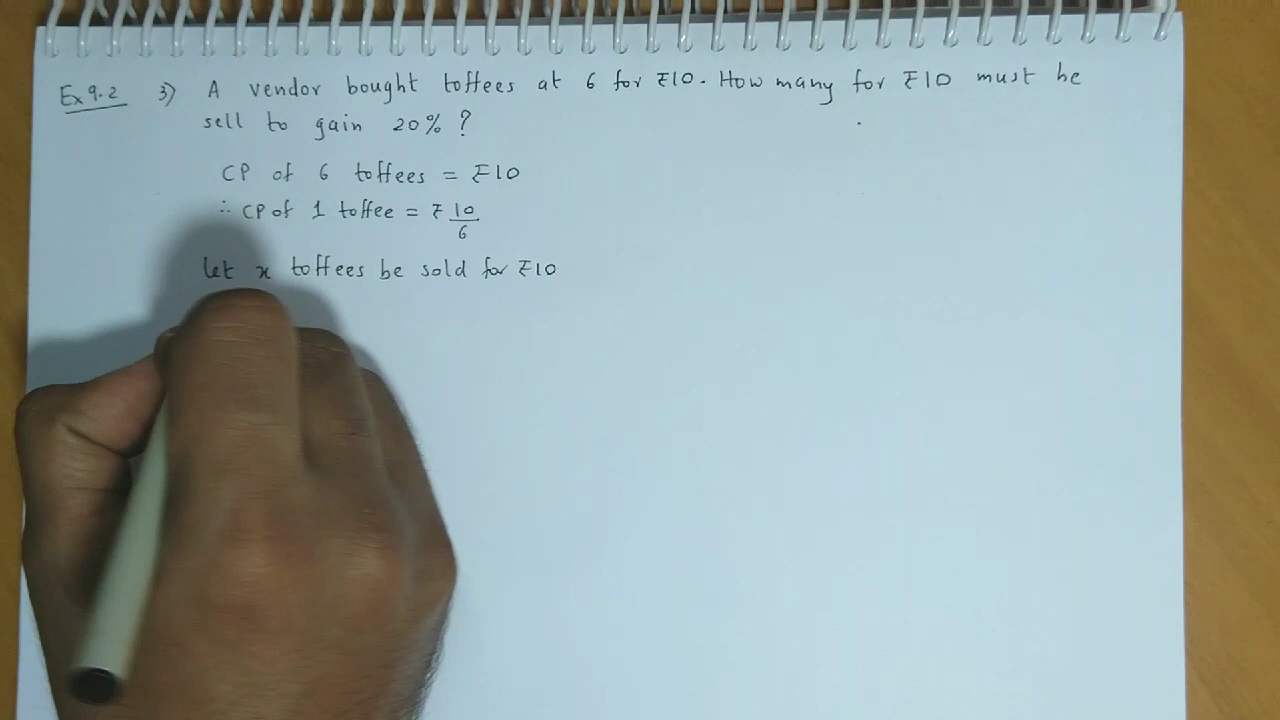 Ex 9.2 3) A vendor bought toffees at 6 for ₹10. How many for ₹10 must he
sell to gain 20% ?
CP of 6 toffees = ₹10
∴ CP of 1 toffee = ₹ 10/6
let x toffees be sold for ₹10